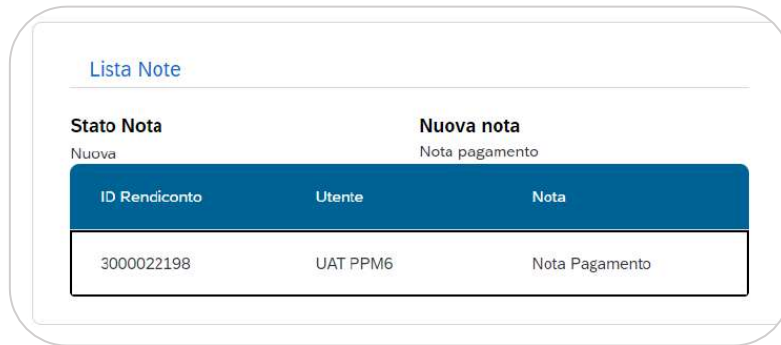 Lista Note
Stato Nota Nuova nota
Nuova Nota pagamento
ID Rendiconto Utente Nota
3000022198 UAT PPM6 Nota Pagamento